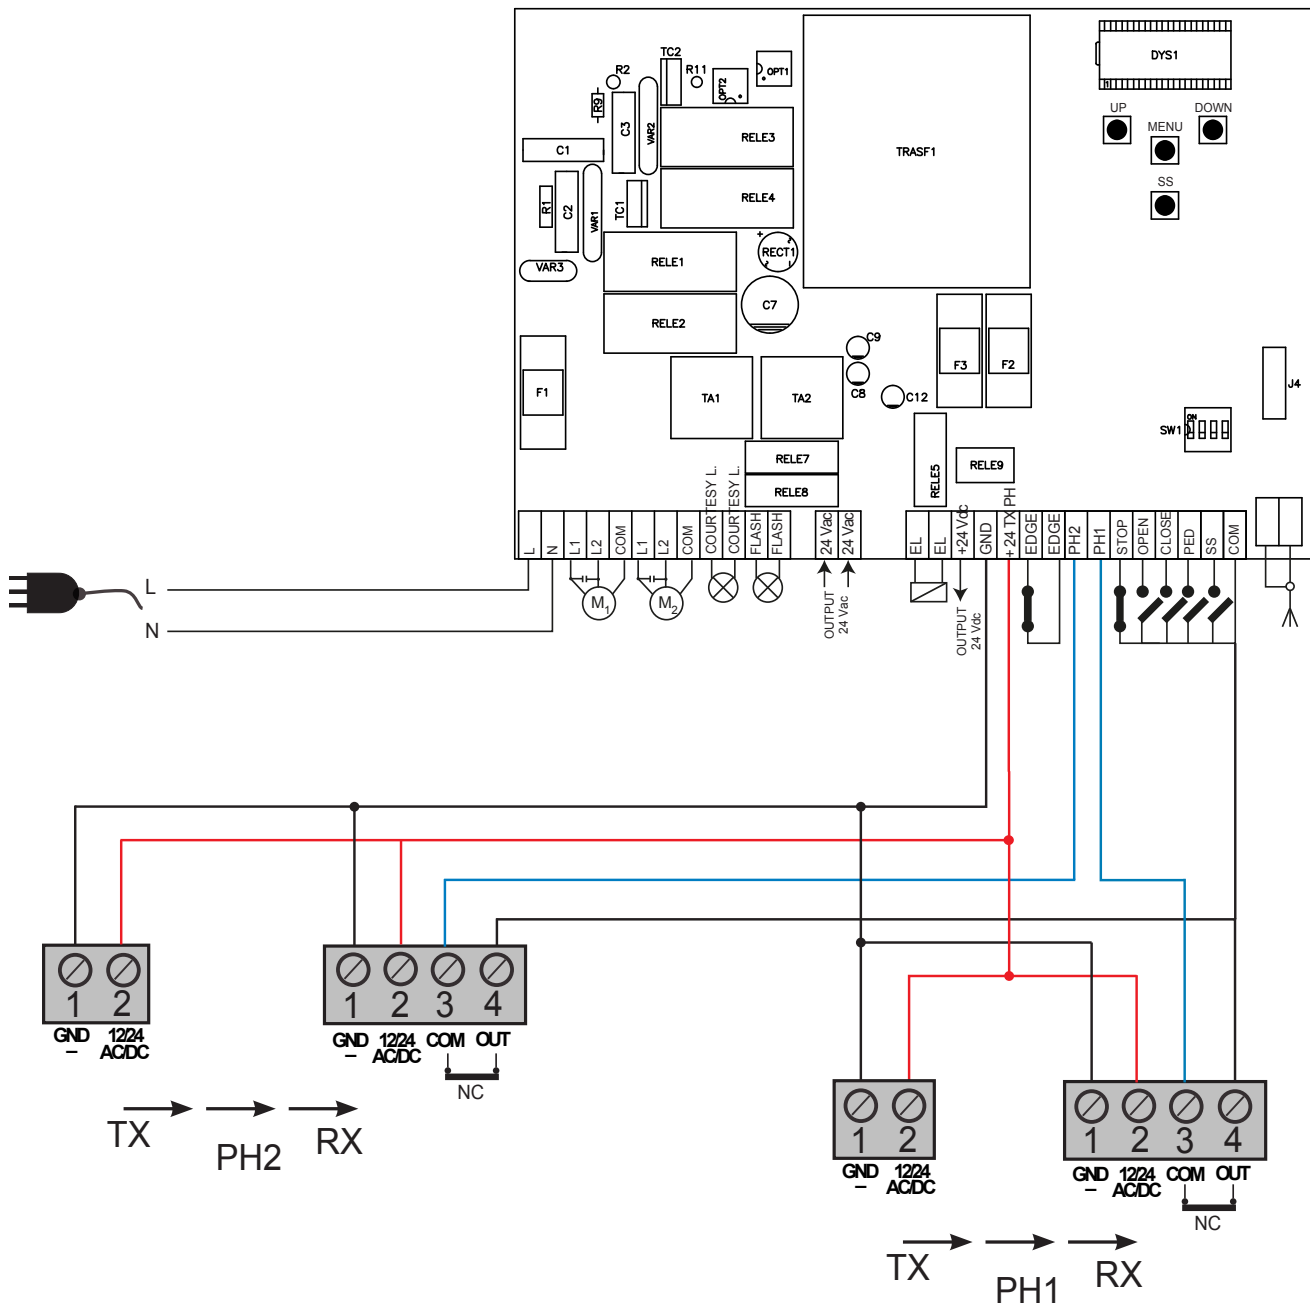 TC2
R2
R11
OPT2
OPT1
R9
C3
VAR2
RELE3
C1
R1
C2
VAR1
TC1
RELE4
TRASF1
DYS1
1
UP
MENU
DOWN
SS
VAR3
RELE1
+
RECT1
RELE2
C7
C9
C8
C12
F3
F2
J4
F1
TA1
TA2
ON
SW1
RELE7
RELE8
RELE5
RELE9
L
N
L1
L2
COM
L1
L2
COM
COURTESY L.
COURTESY L.
FLASH
FLASH
24 Vac
24 Vac
EL
EL
+24 Vdc
GND
+ 24 TX PH
EDGE
EDGE
PH2
PH1
STOP
OPEN
CLOSE
PED
SS
COM
L
N
M1
M2
OUTPUT
24 Vac
OUTPUT
24 Vdc
1 2
GND 12/24
– AC/DC
1 2 3 4
GND 12/24 COM OUT
– AC/DC
NC
TX PH2 RX
1 2
GND 12/24
– AC/DC
1 2 3 4
GND 12/24 COM OUT
– AC/DC
NC
TX PH1 RX